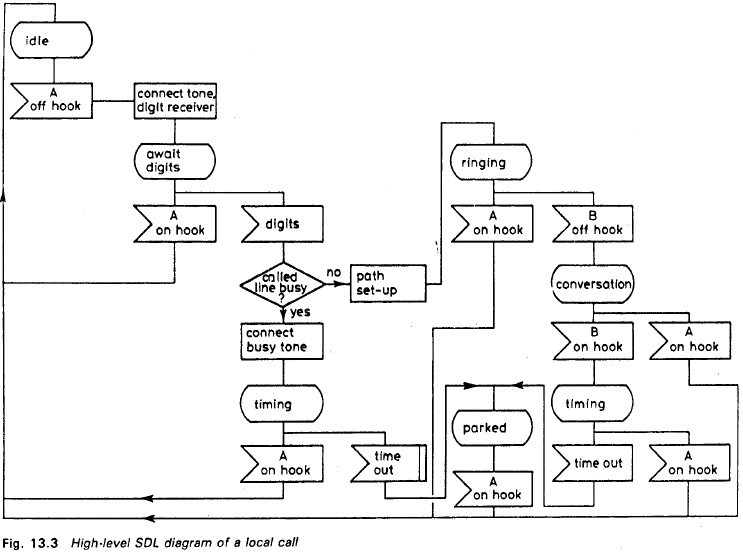 idle
A
off hook
connect tone,
digit receiver
await
digits
A
on hook
digits
called
line busy
?
no
yes
path
set-up
connect
busy tone
timing
A
on hook
time
out
ringing
A
on hook
B
off hook
conversation
B
on hook
A
on hook
parked
A
on hook
timing
time out
A
on hook
Fig. 13.3 High-level SDL diagram of a local call